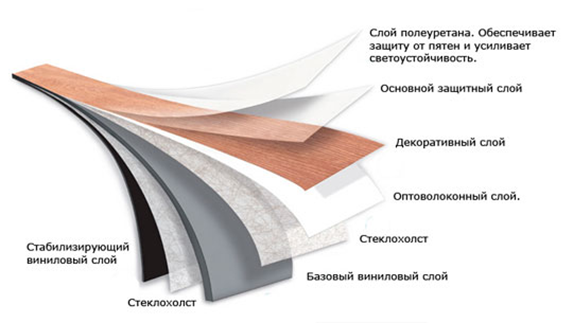 Слой полеуретана. Обеспечивает
защиту от пятен и усиливает
светоустойчивость.
Основной защитный слой
Декоративный слой
Оптоволоконный слой.
Стеклохолст
Базовый виниловый слой
Стабилизирующий
виниловый слой
Стеклохолст